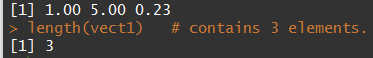 [1] 1.00 5.00 0.23
> length(vect1)   # contains 3 elements.
[1] 3